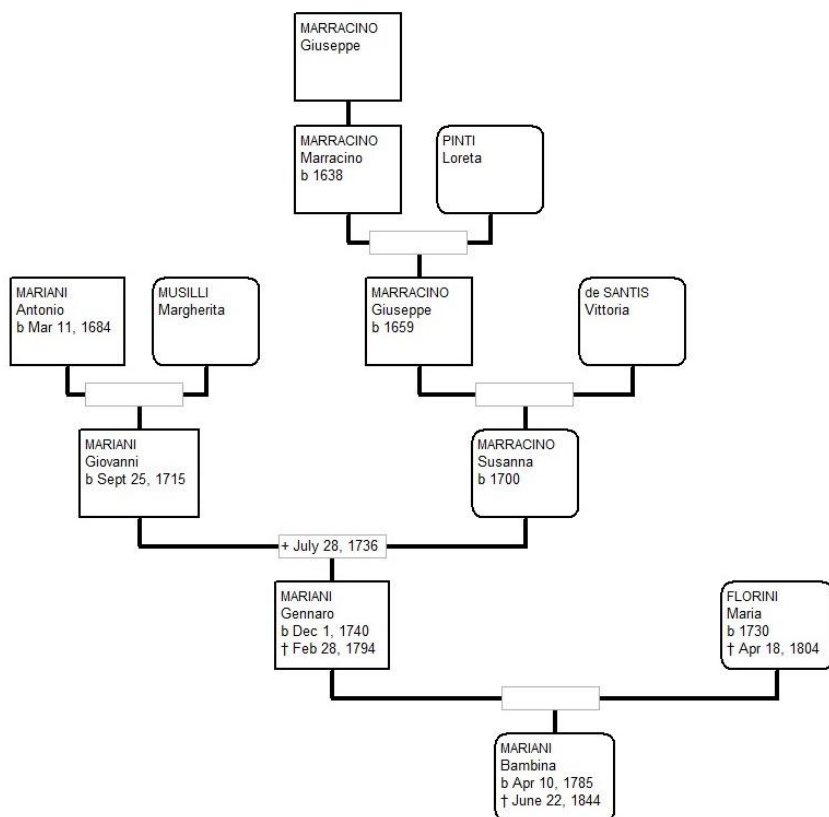 MARRACINO
Giuseppe
MARRACINO
Marracino
b 1638
PINTI
Loreta
MARIANI
Antonio
b Mar 11, 1684
MUSILLI
Margherita
MARRACINO
Giuseppe
b 1659
de SANTIS
Vittoria
MARIANI
Giovanni
b Sept 25, 1715
MARRACINO
Susanna
b 1700
+ July 28, 1736
MARIANI
Gennaro
b Dec 1, 1740
† Feb 28, 1794
FLORINI
Maria
b 1730
† Apr 18, 1804
MARIANI
Bambina
b Apr 10, 1785
† June 22, 1844